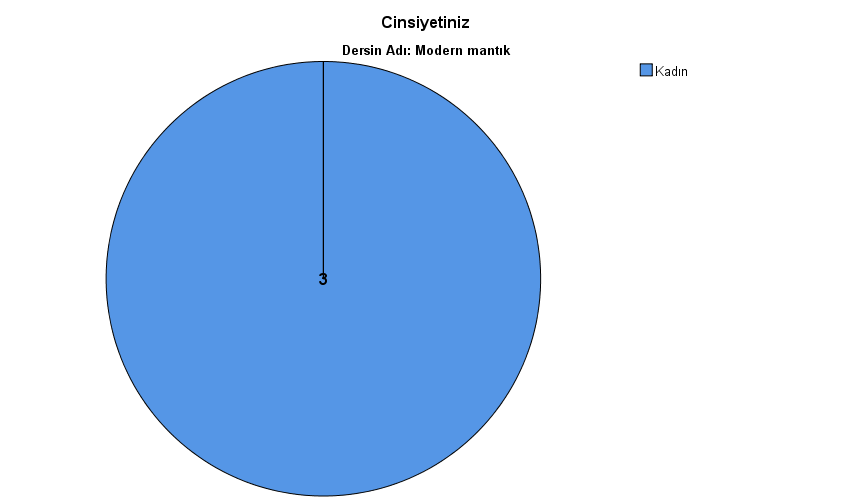 Cinsiyetiniz
Dersin Adı: Modern mantık
Kadın
3